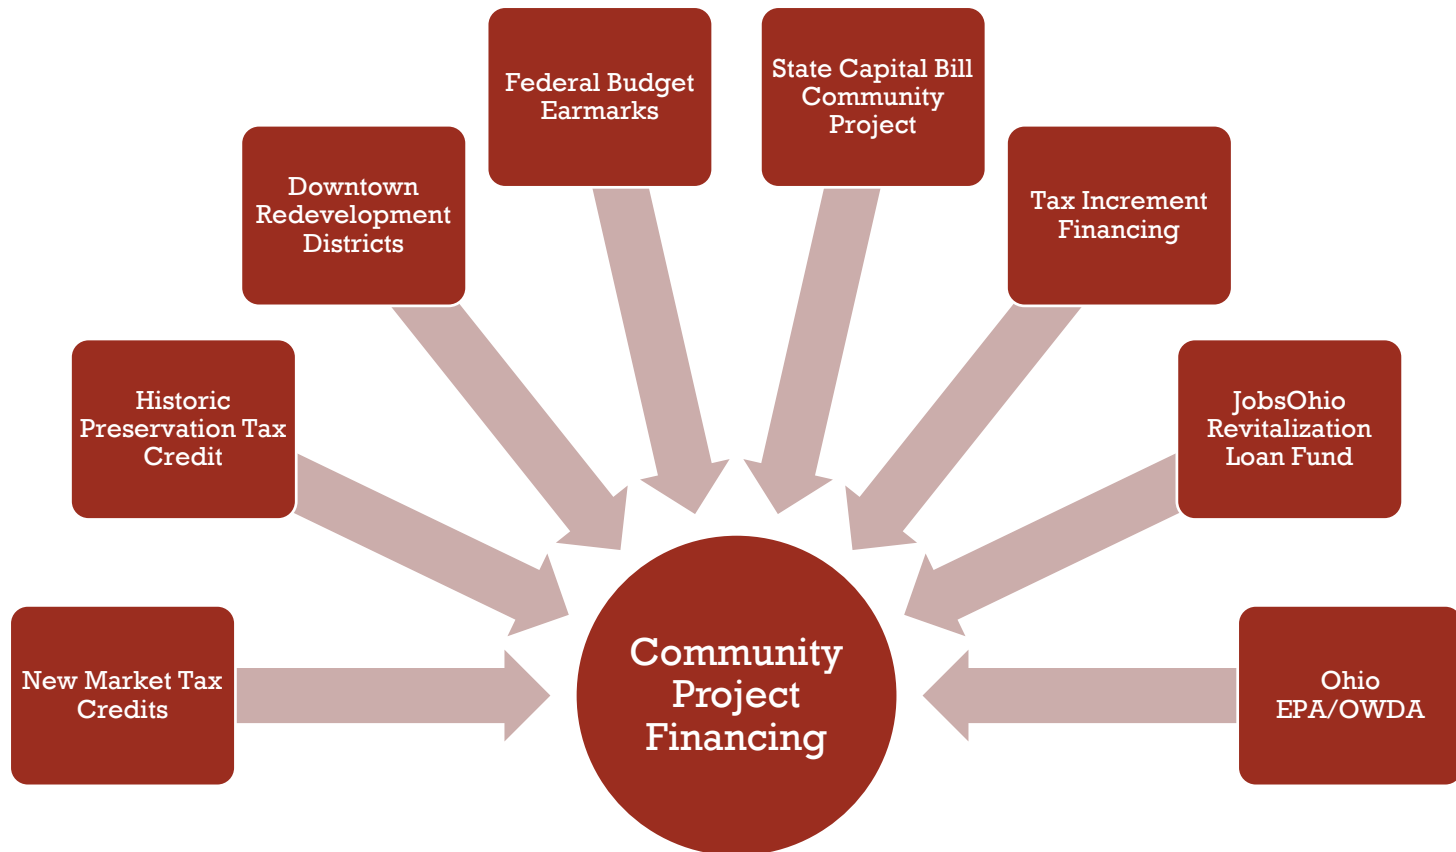 Federal Budget
Earmarks
State Capital Bill
Community
Project
Downtown
Redevelopment
Districts
Tax Increment
Financing
Historic
Preservation Tax
Credit
JobsOhio
Revitalization
Loan Fund
New Market Tax
Credits
Community
Project
Financing
Ohio
EPA/OWDA